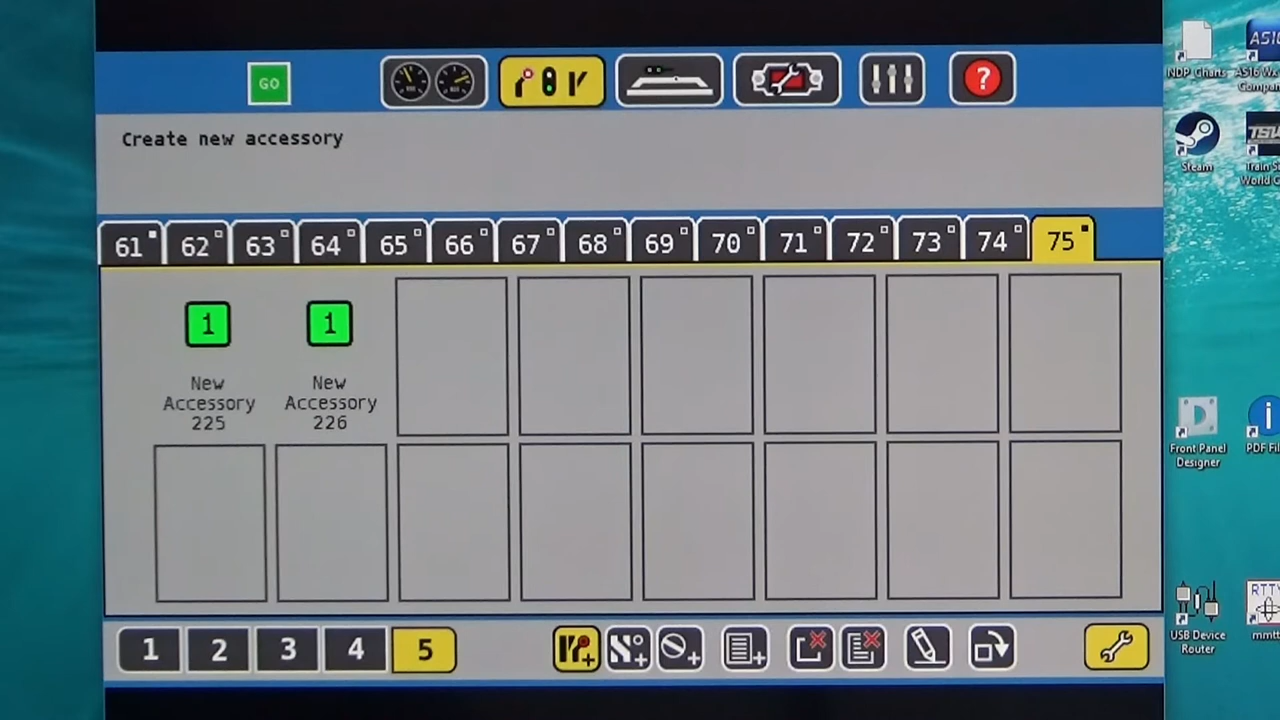 GO
?
Create new accessory
61 62 63 64 65 66 67 68 69 70 71 72 73 74 75
1 1
New New
Accessory Accessory
225 226
1 2 3 4 5
Steam
Front Panel
Designer
USB Device
Router